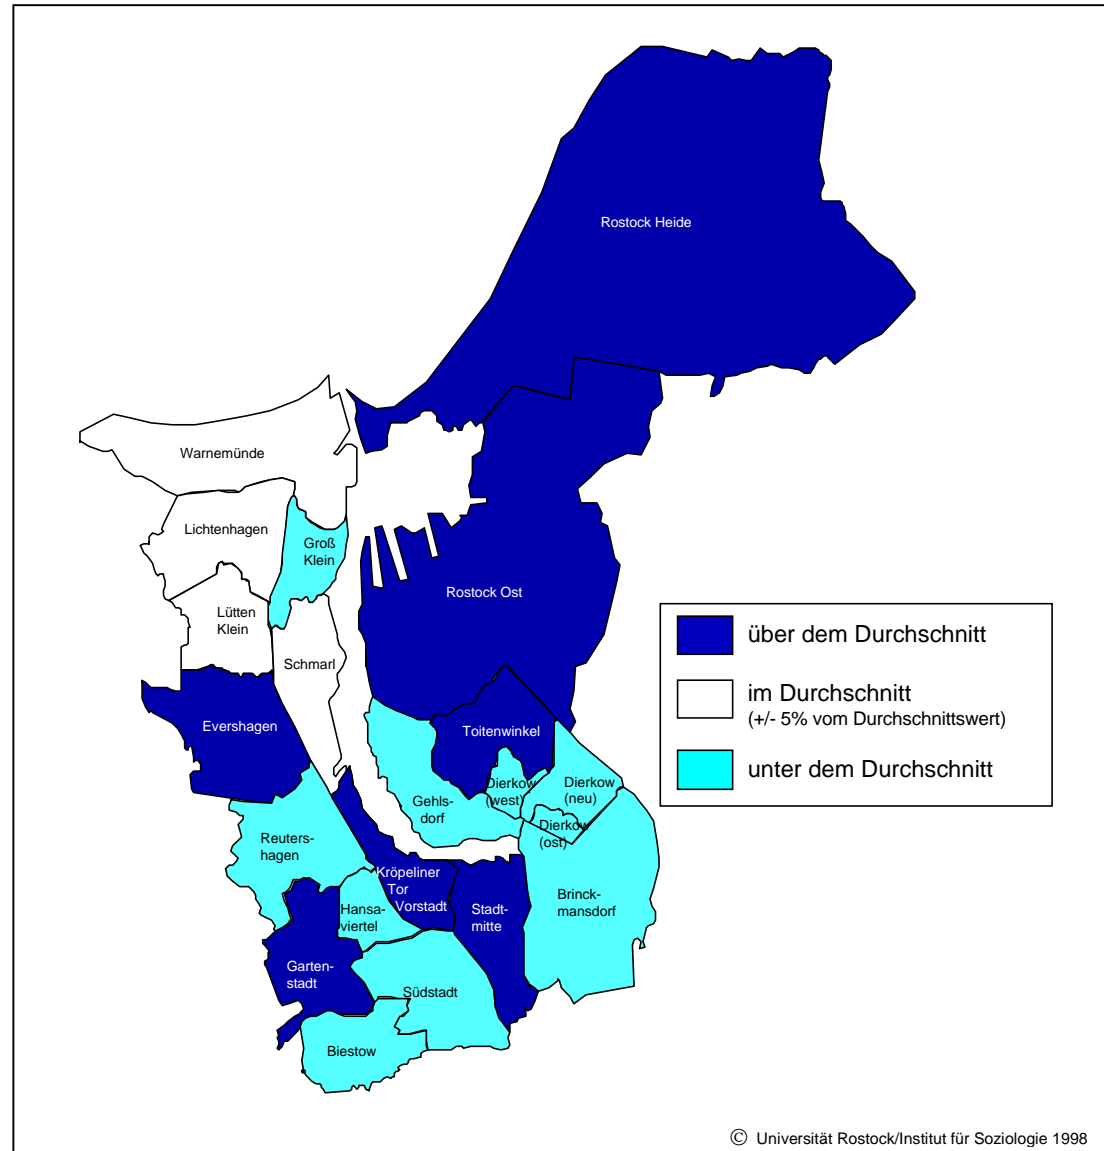 Rostock Heide
Warnemünde
Lichtenhagen
Groß
Klein
Rostock Ost
Lütten
Klein
Schmarl
über dem Durchschnitt
im Durchschnitt
(+/- 5% vom Durchschnittswert)
unter dem Durchschnitt
Evershagen
Toitenwinkel
Dierkow
(west)
Dierkow
(neu)
Gehls-
dorf
Dierkow
(ost)
Reuters-
hagen
Kröpeliner
Tor
Vorstadt
Hansa-
viertel
Stadt-
mitte
Brinck-
mansdorf
Garten-
stadt
Südstadt
Biestow
© Universität Rostock/Institut für Soziologie 1998